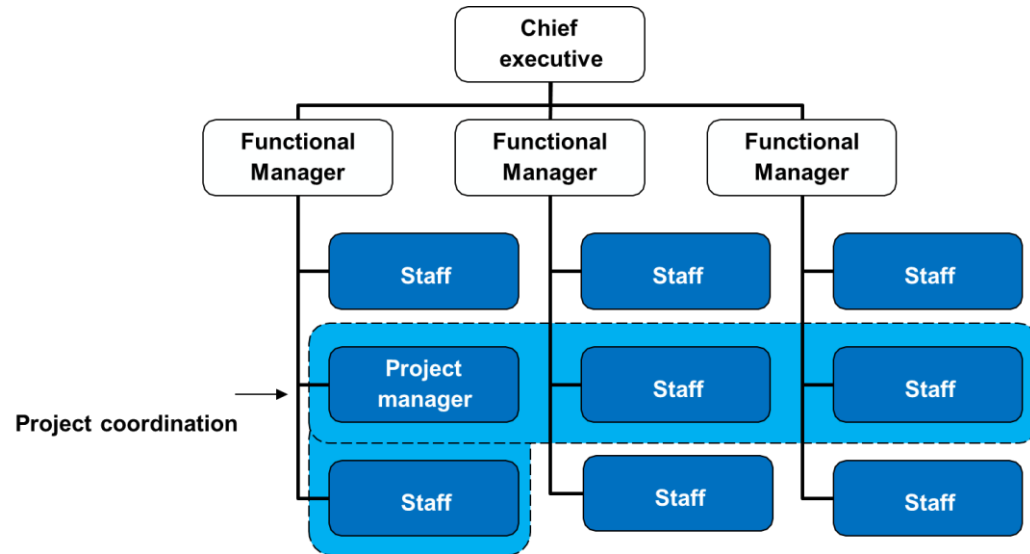 Chief
executive
Functional
Manager
Functional
Manager
Functional
Manager
Staff
Staff
Staff
Project
manager
Staff
Staff
Project coordination
Staff
Staff
Staff